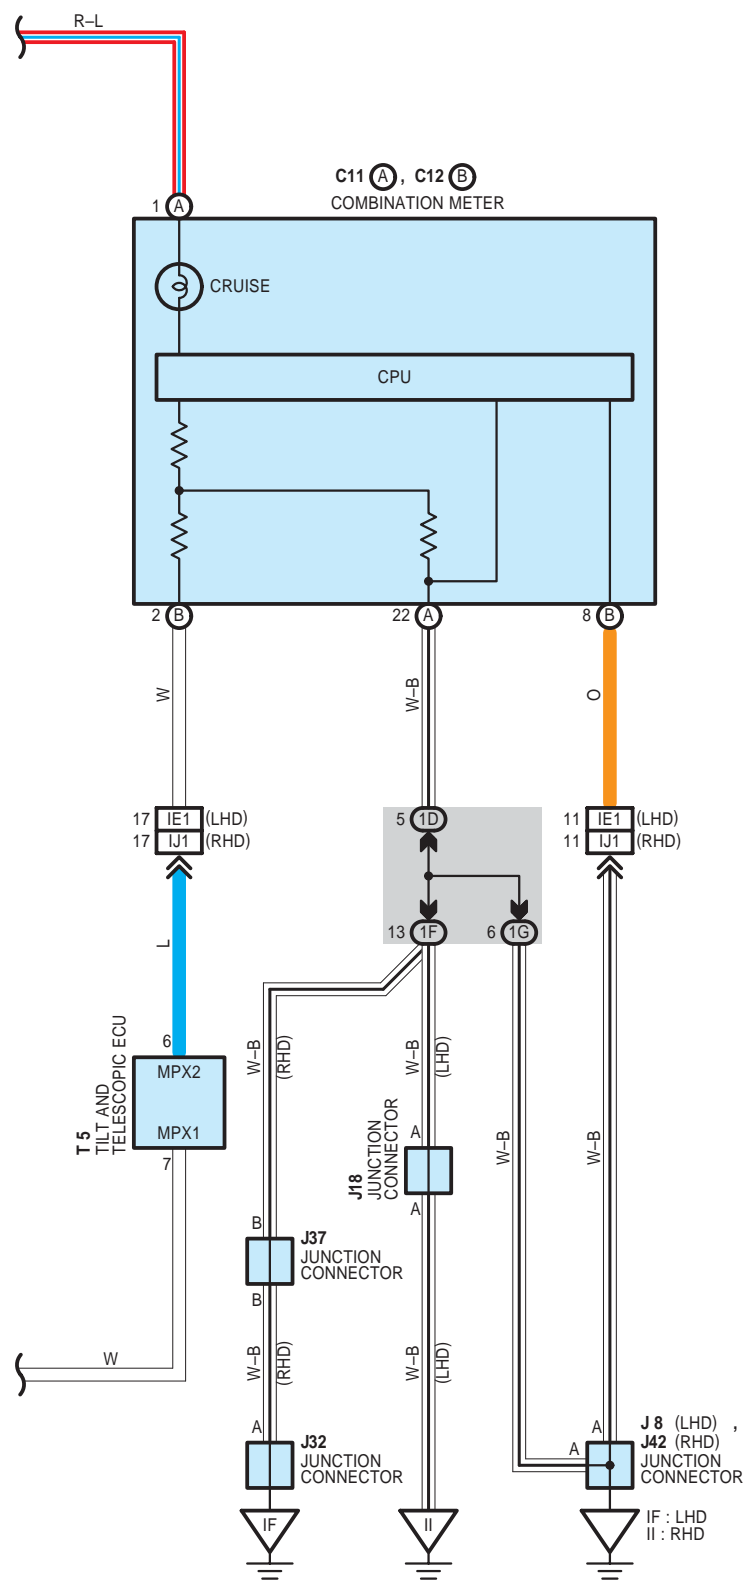 R–L
C11 A , C12 B
COMBINATION METER
1 A
CRUISE
CPU
2 B
22 A
8 B
W
W–B
O
5 1D
17 IE1 (LHD)
17 IJ1 (RHD)
11 IE1 (LHD)
11 IJ1 (RHD)
13 1F
6 1G
L
6
MPX2
MPX1
7
T 5
TILT AND
TELESCOPIC ECU
W–B
(RHD)
W–B
(LHD)
W–B
W–B
A
J18
JUNCTION
CONNECTOR
A
B
J37
JUNCTION
CONNECTOR
B
W
W–B
(RHD)
W–B
(LHD)
A
J32
JUNCTION
CONNECTOR
A
A
J 8 (LHD) ,
J42 (RHD)
JUNCTION
CONNECTOR
IF
II
IF : LHD
II : RHD